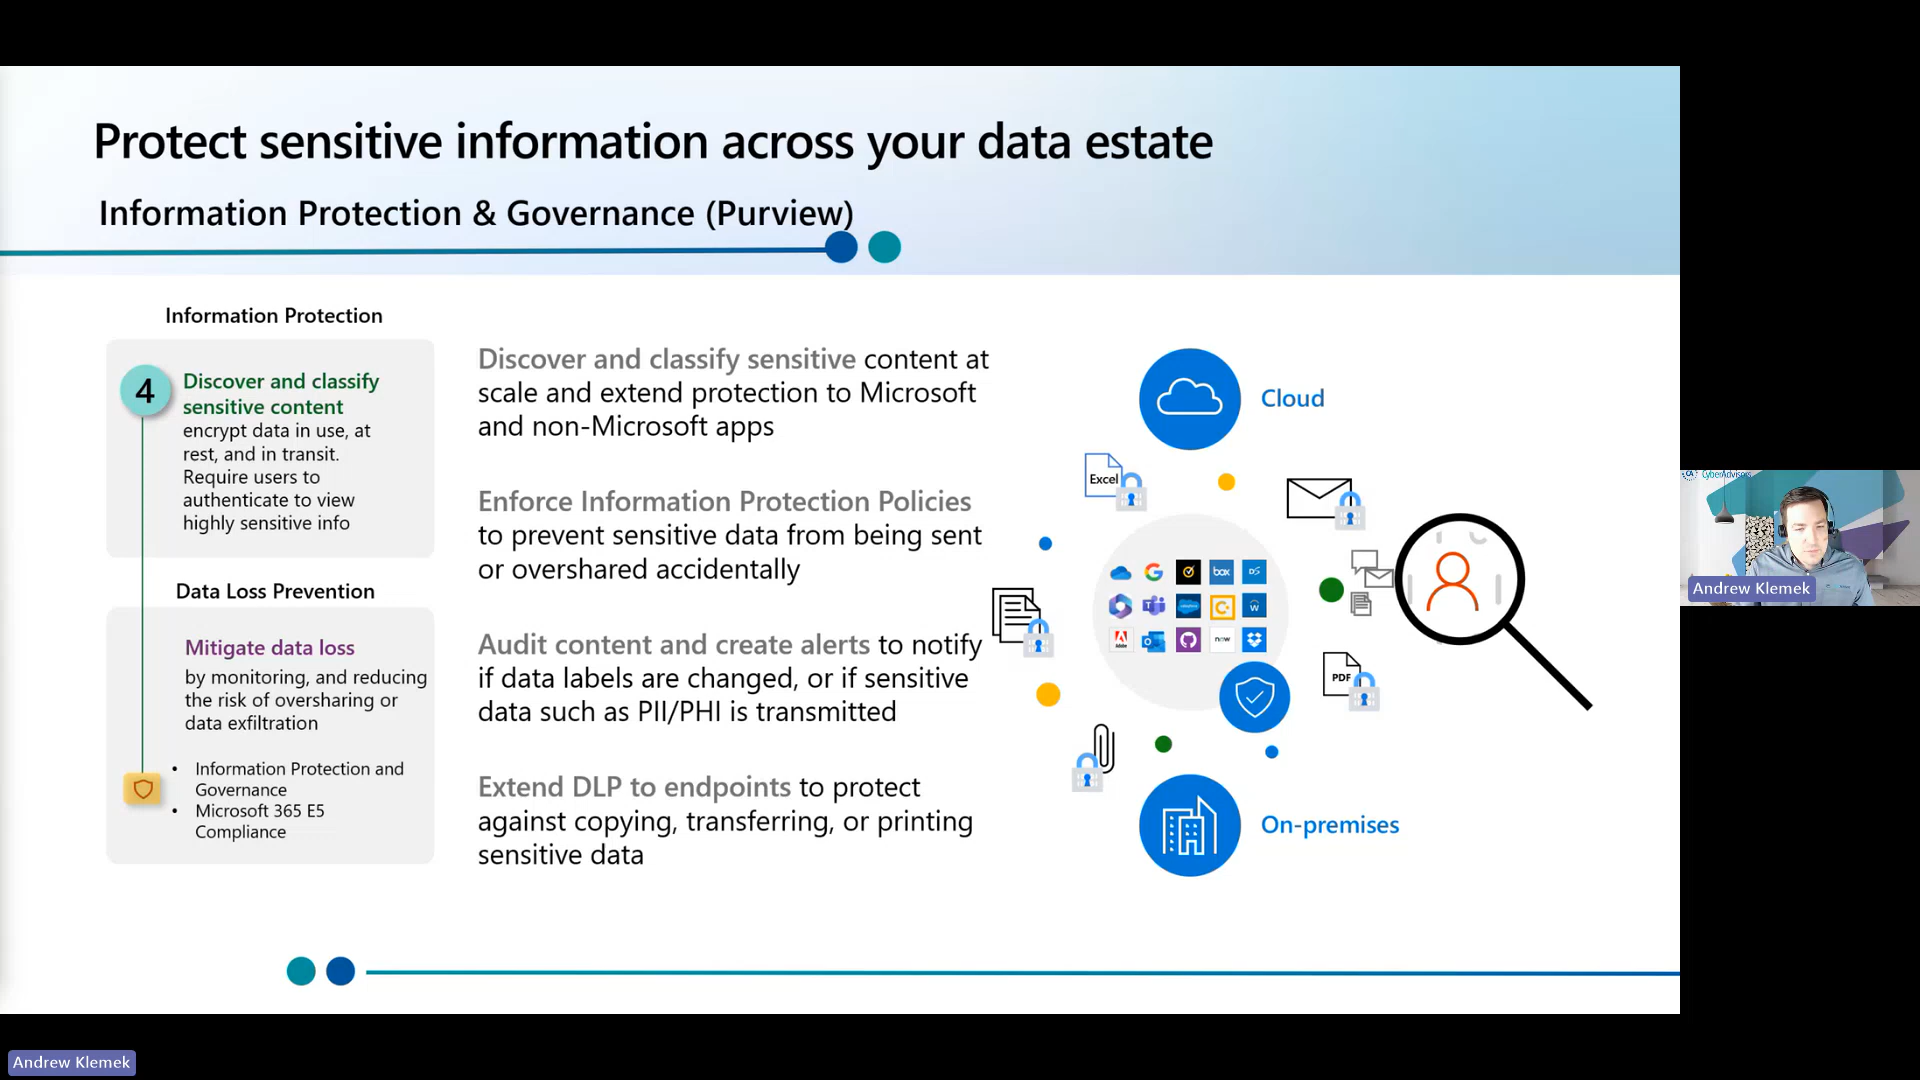 Protect sensitive information across your data estate
Information Protection & Governance (Purview)
Information Protection
4
Discover and classify
sensitive content
encrypt data in use, at
rest, and in transit.
Require users to
authenticate to view
highly sensitive info
Data Loss Prevention
Mitigate data loss
by monitoring, and reducing
the risk of oversharing or
data exfiltration
• Information Protection and
Governance
• Microsoft 365 E5
Compliance
Discover and classify sensitive content at
scale and extend protection to Microsoft
and non-Microsoft apps
Enforce Information Protection Policies
to prevent sensitive data from being sent
or overshared accidentally
Audit content and create alerts to notify
if data labels are changed, or if sensitive
data such as PII/PHI is transmitted
Extend DLP to endpoints to protect
against copying, transferring, or printing
sensitive data
Cloud
Excel
box
DS
salesforce
W
Adobe
now
PDF
On-premises
CyberAdvisors
Andrew Klemek
Andrew Klemek